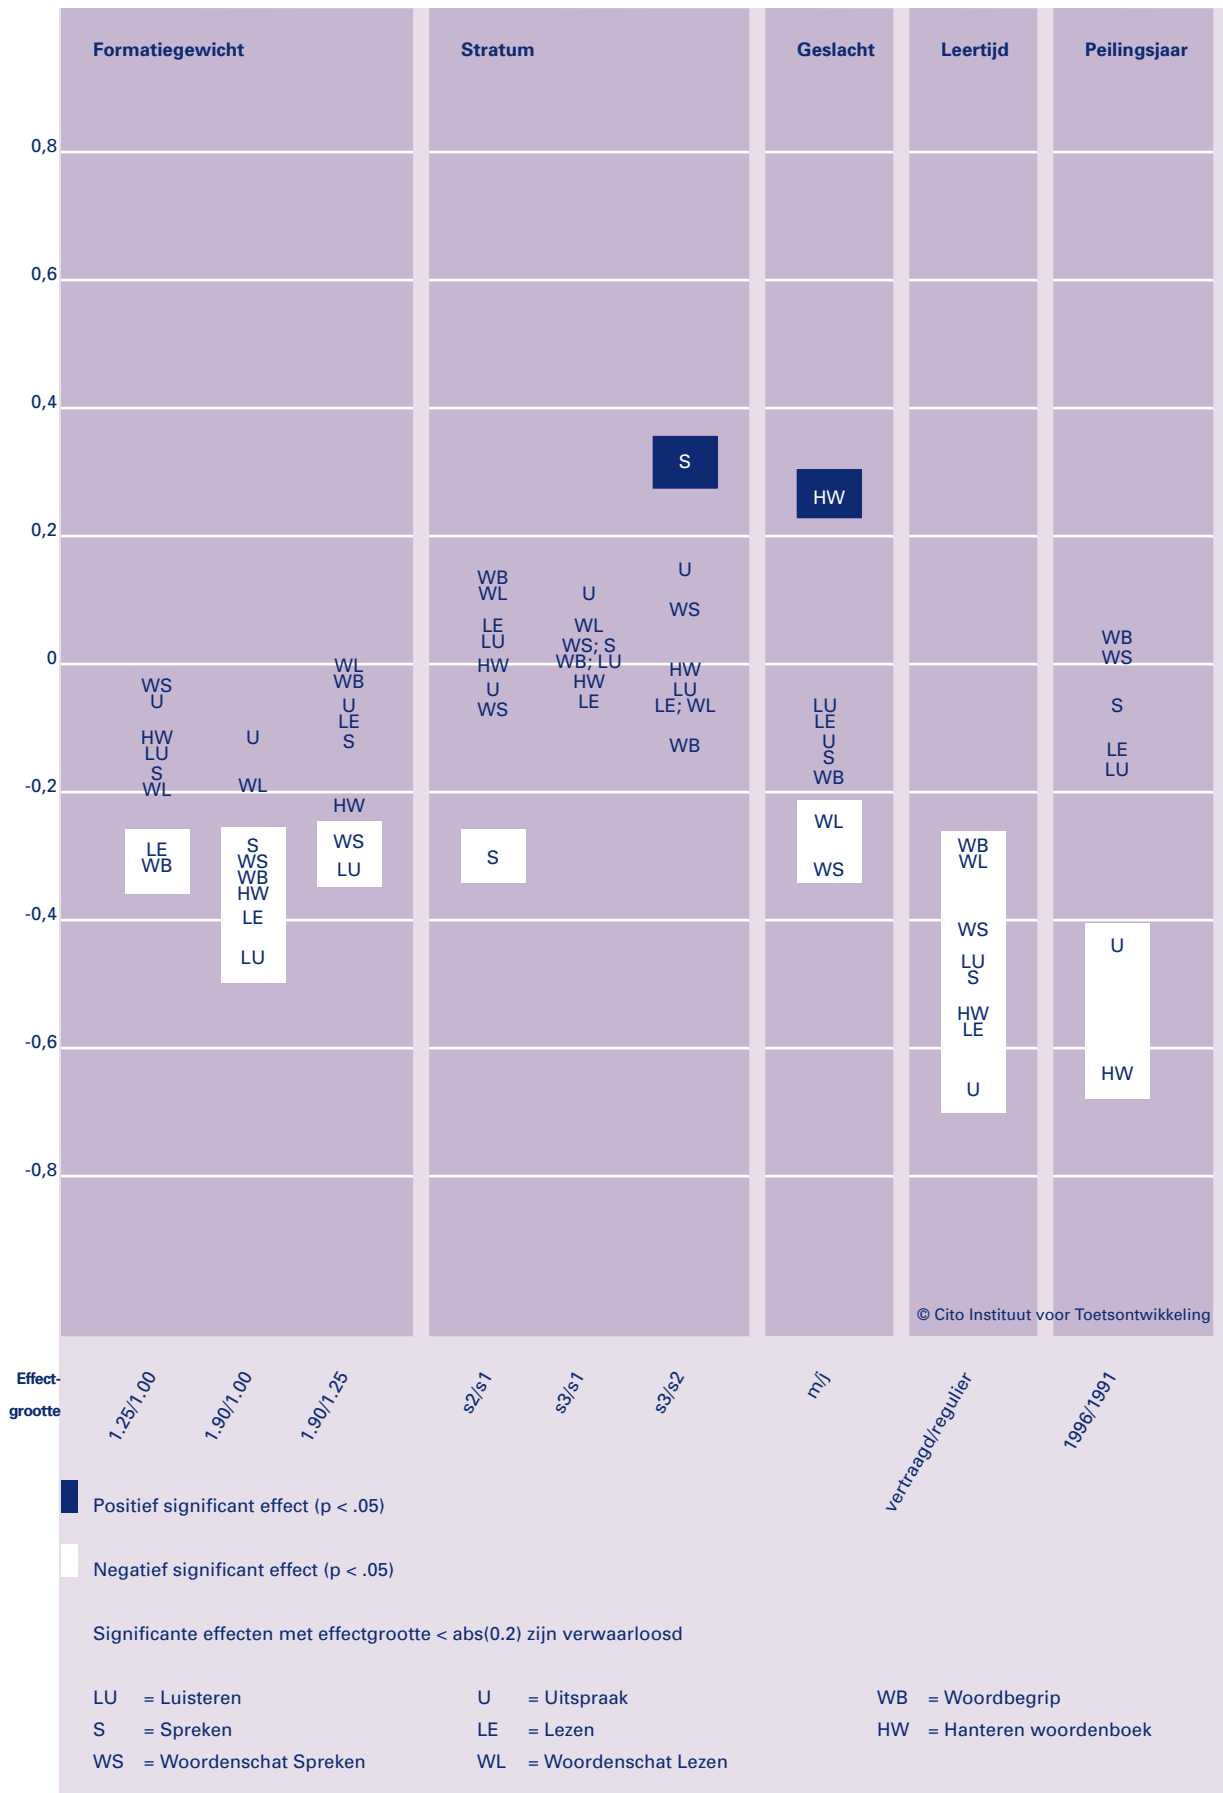 Formatiegewicht Stratum Geslacht Leertijd Peilingsjaar
0,8
0,6
0,4
S
HW
0,2
U
WB
WL U
WS
LE WL
LU WS; S WB
0 WL HW WB; LU WS
HW
WS WB HW
U LU
U U WS LE LE; WL LU S
LE
HW U S U
LU WB S LE
S WB LU
WL WL
-0,2
HW
WL
LE S WS WB
WB WS S WL
WB LU WS
HW
LE
-0,4
WS
U
LU LU
S
HW
LE
-0,6
HW
U
-0,8
© Cito Instituut voor Toetsontwikkeling
Effect-
grootte
1.25/1.00 1.90/1.00 1.90/1.25 s2/s1 s3/s1 s3/s2 m/j vertraagd/regulier 1996/1991
Positief significant effect (p < .05)
Negatief significant effect (p < .05)
Significante effecten met effectgrootte < abs(0.2) zijn verwaarloosd
LU = Luisteren U = Uitspraak WB = Woordbegrip
S = Spreken LE = Lezen HW = Hanteren woordenboek
WS = Woordenschat Spreken WL = Woordenschat Lezen